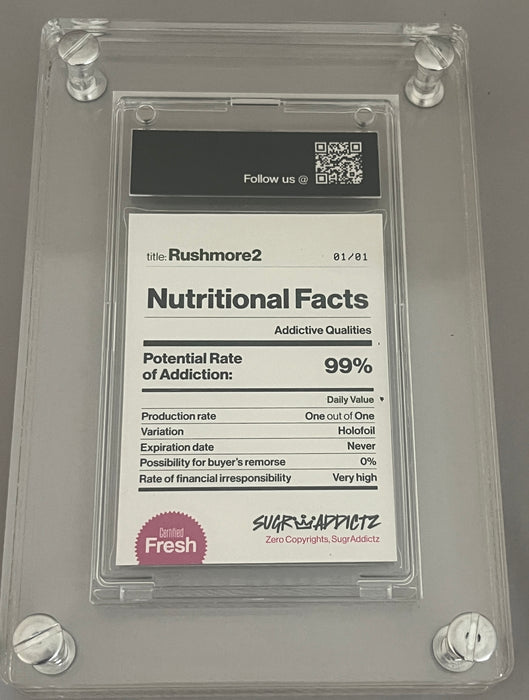 Follow us @
title: Rushmore2 01/01
Nutritional Facts
Addictive Qualities
Potential Rate
of Addiction: 99%
Daily Value
Production rate One out of One
Variation Holofoil
Expiration date Never
Possibility for buyer's remorse 0%
Rate of financial irresponsibility Very high
Certified
Fresh
SUGRADDICTZ
Zero Copyrights, SugrAddictz